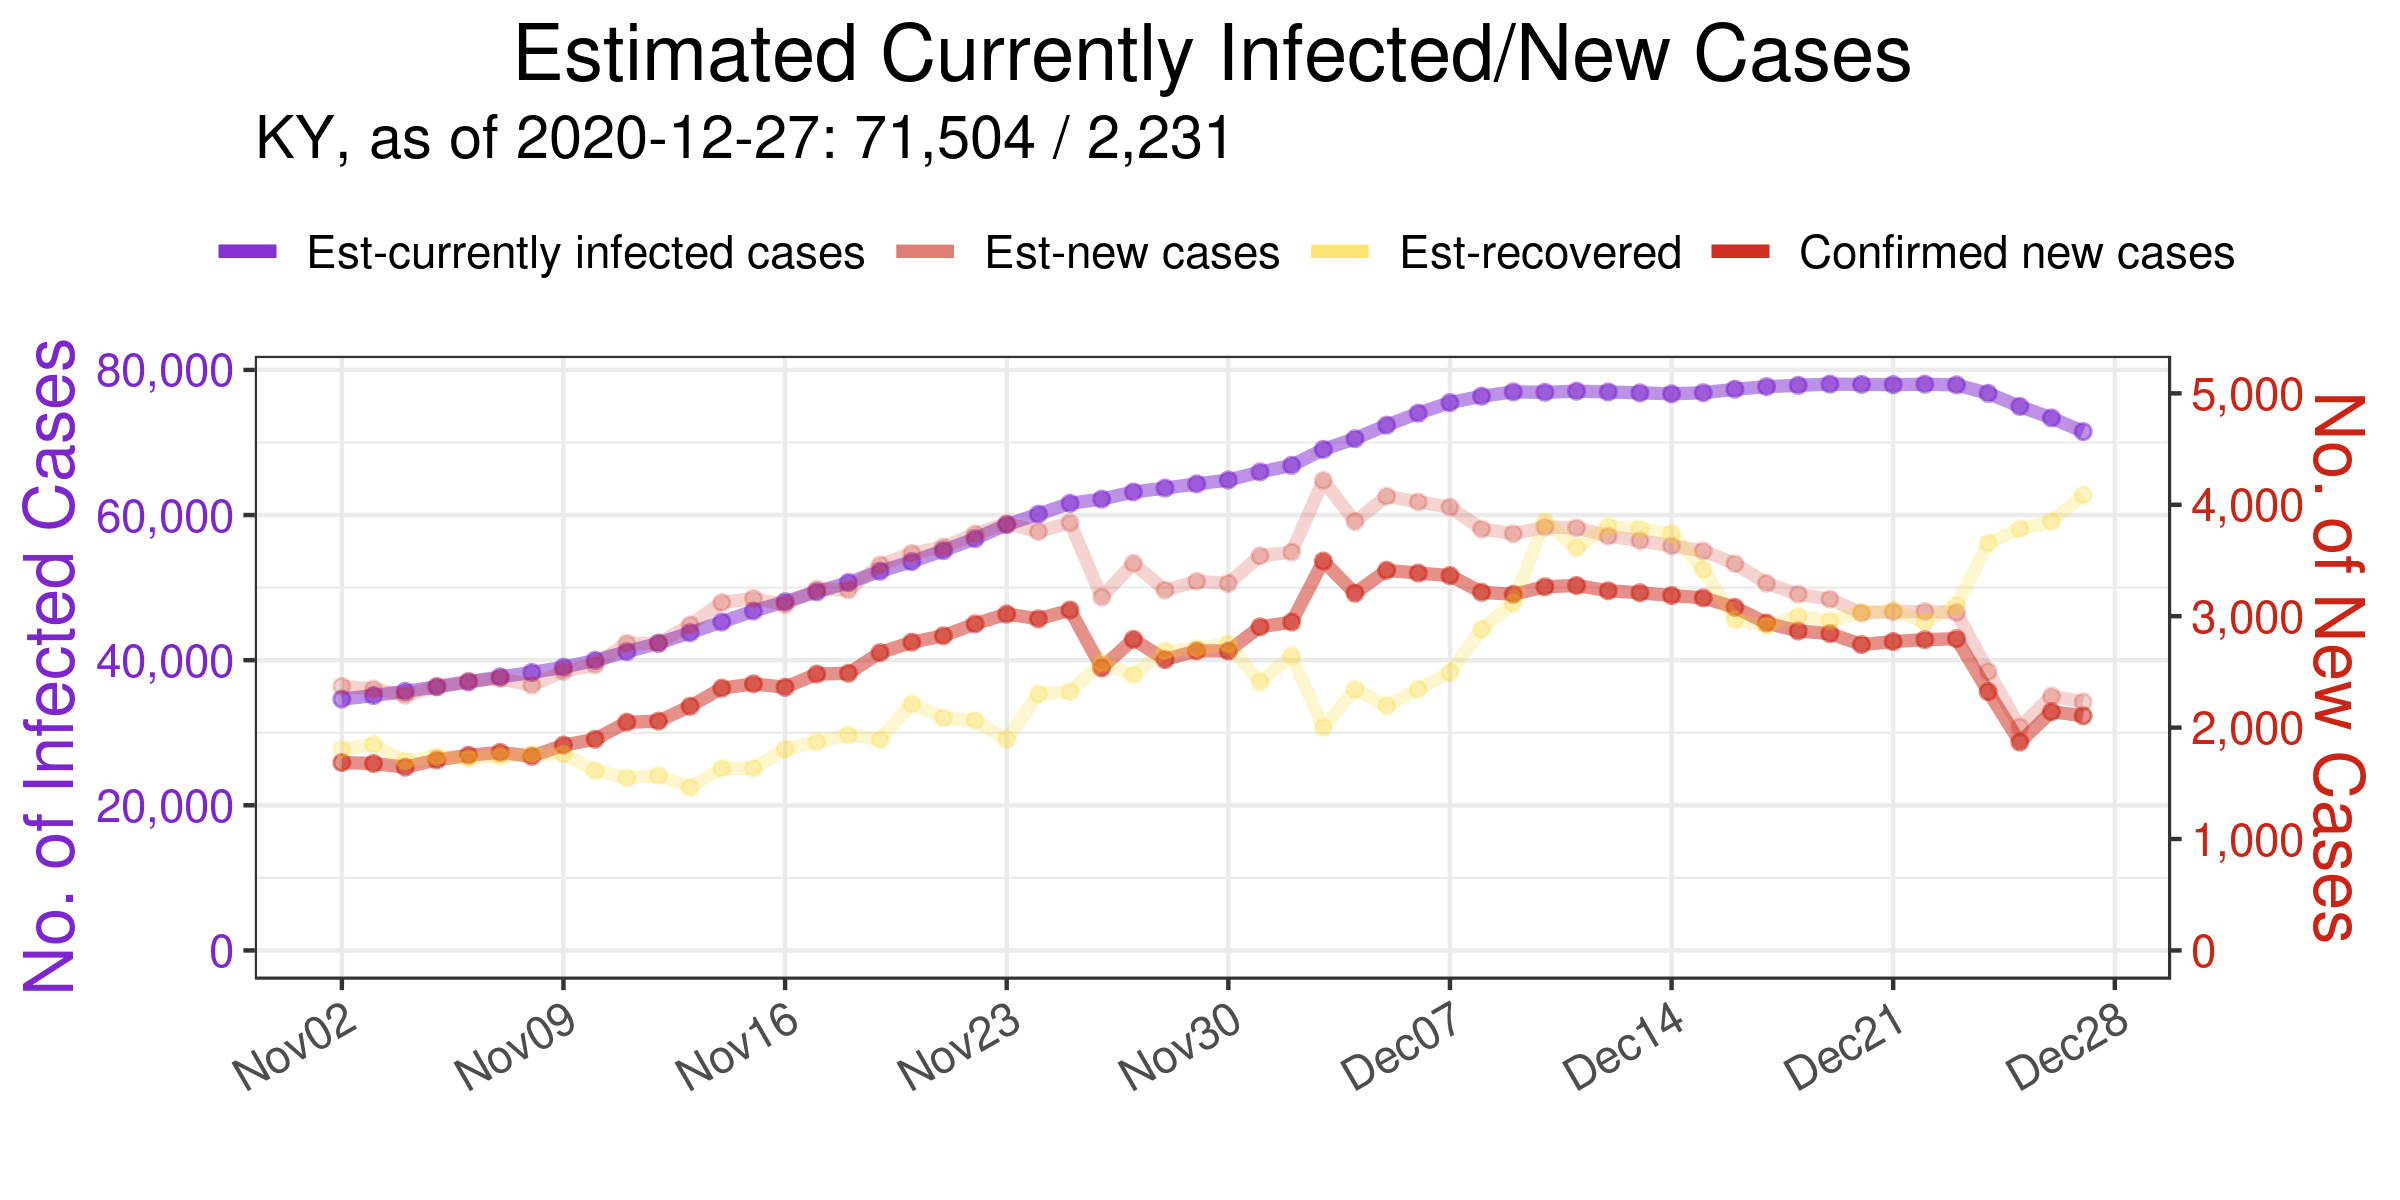 Estimated Currently Infected/New Cases
KY, as of 2020-12-27: 71,504 / 2,231
Est-currently infected cases Est-new cases Est-recovered Confirmed new cases
No. of Infected Cases
80,000
60,000
40,000
20,000
0
5,000
4,000
3,000
2,000
1,000
0
No. of New Cases
Nov02 Nov09 Nov16 Nov23 Nov30 Dec07 Dec14 Dec21 Dec28